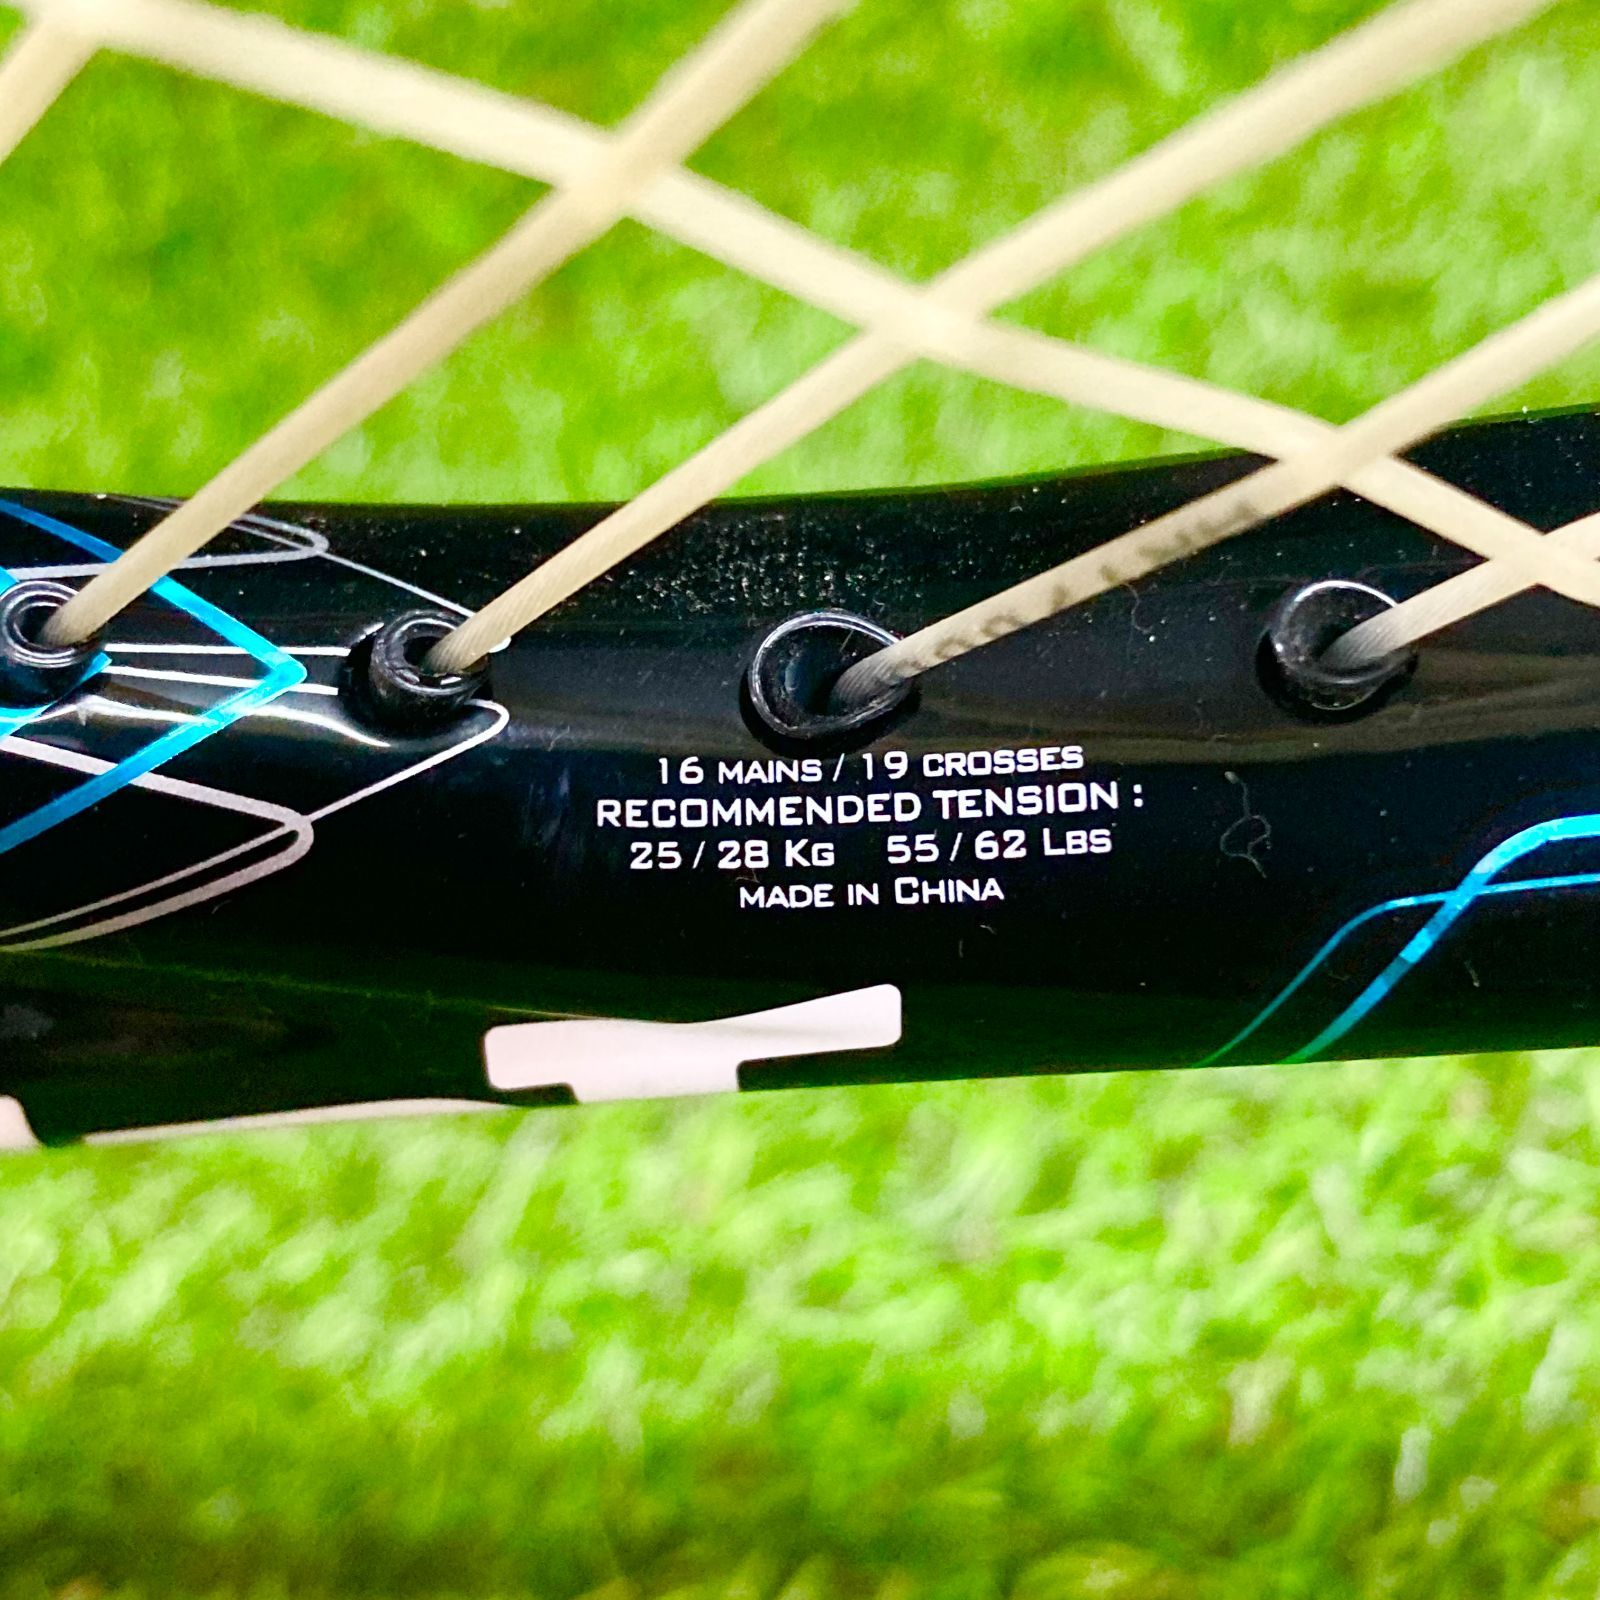 16 MAINS / 19 CROSSES
RECOMMENDED TENSION :
25 / 28 KG 55 / 62 LBS
MADE IN CHINA